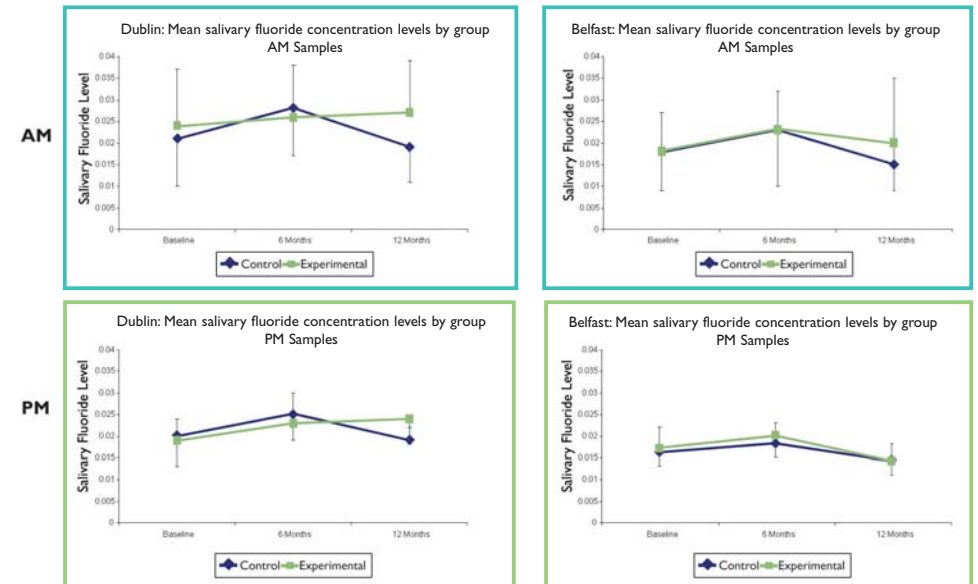 AM
Dublin: Mean salivary fluoride concentration levels by group
AM Samples
Salivary Fluoride Level
0.04
0.035
0.03
0.025
0.02
0.015
0.01
0.005
0
Baseline
6 Months
12 Months
Control
Experimental
Belfast: Mean salivary fluoride concentration levels by group
AM Samples
Salivary Fluoride Level
0.04
0.035
0.03
0.025
0.02
0.015
0.01
0.005
0
Baseline
6 Months
12 Months
Control
Experimental
PM
Dublin: Mean salivary fluoride concentration levels by group
PM Samples
Salivary Fluoride Level
0.04
0.035
0.03
0.025
0.02
0.015
0.01
0.005
0
Baseline
6 Months
12 Months
Control
Experimental
Belfast: Mean salivary fluoride concentration levels by group
PM Samples
Salivary Fluoride Level
0.04
0.035
0.03
0.025
0.02
0.015
0.01
0.005
0
Baseline
6 Months
12 Months
Control
Experimental